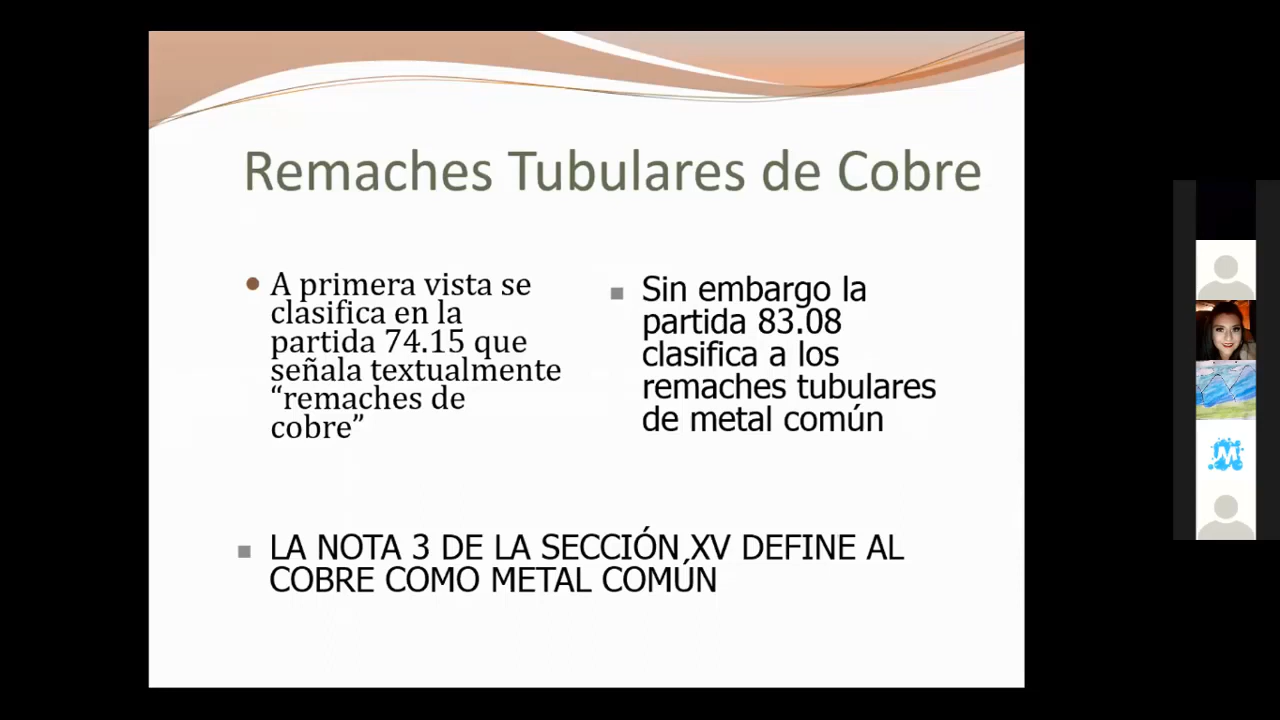 Remaches Tubulares de Cobre
A primera vista se
clasifica en la
partida 74.15 que
señala textualmente
“remaches de
cobre”
Sin embargo la
partida 83.08
clasifica a los
remaches tubulares
de metal común
LA NOTA 3 DE LA SECCIÓN XV DEFINE AL
COBRE COMO METAL COMÚN
M